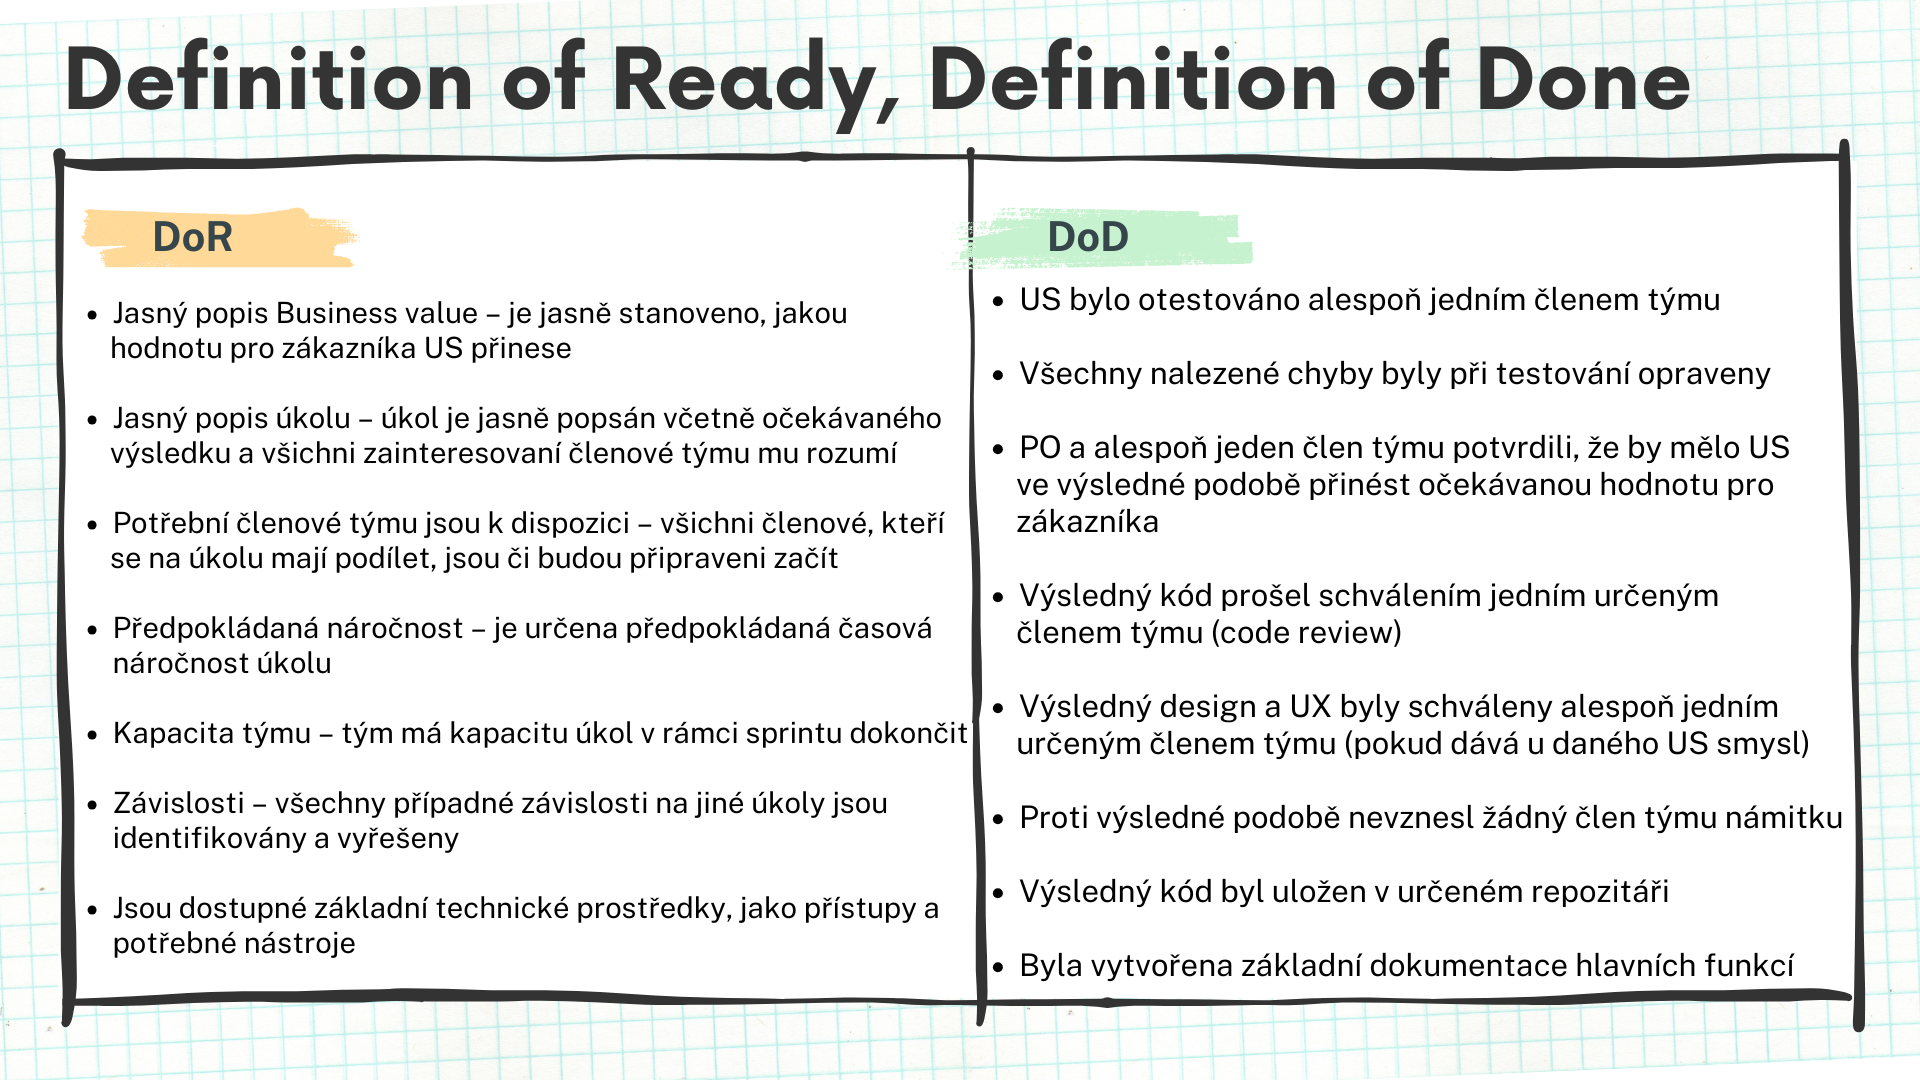 Definition of Ready, Definition of Done
DoR
• Jasný popis Business value – je jasně stanoveno, jakou
hodnotu pro zákazníka US přinese
• Jasný popis úkolu – úkol je jasně popsán včetně očekávaného
výsledku a všichni zainteresovaní členové týmu mu rozumí
• Potřební členové týmu jsou k dispozici – všichni členové, kteří
se na úkolu mají podílet, jsou či budou připraveni začít
• Předpokládaná náročnost – je určena předpokládaná časová
náročnost úkolu
• Kapacita týmu – tým má kapacitu úkol v rámci sprintu dokončit
• Závislosti – všechny případné závislosti na jiné úkoly jsou
identifikovány a vyřešeny
• Jsou dostupné základní technické prostředky, jako přístupy a
potřebné nástroje
DoD
• US bylo otestováno alespoň jedním členem týmu
• Všechny nalezené chyby byly při testování opraveny
• PO a alespoň jeden člen týmu potvrdili, že by mělo US
ve výsledné podobě přinést očekávanou hodnotu pro
zákazníka
• Výsledný kód prošel schválením jedním určeným
členem týmu (code review)
• Výsledný design a UX byly schváleny alespoň jedním
určeným členem týmu (pokud dává u daného US smysl)
• Proti výsledné podobě nevznesl žádný člen týmu námitku
• Výsledný kód byl uložen v určeném repozitáři
• Byla vytvořena základní dokumentace hlavních funkcí